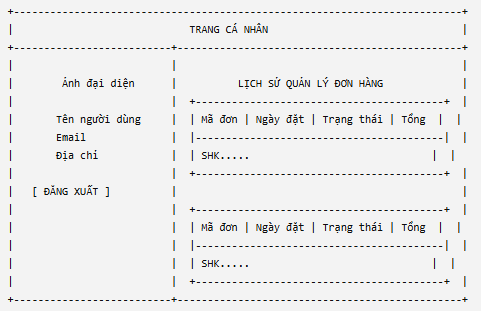 TRANG CÁ NHÂN
Ảnh đại diện
Tên người dùng
Email
Địa chỉ
[ ĐĂNG XUẤT ]
LỊCH SỬ QUẢN LÝ ĐƠN HÀNG
Mã đơn | Ngày đặt | Trạng thái | Tổng
SHK.....
Mã đơn | Ngày đặt | Trạng thái | Tổng
SHK.....